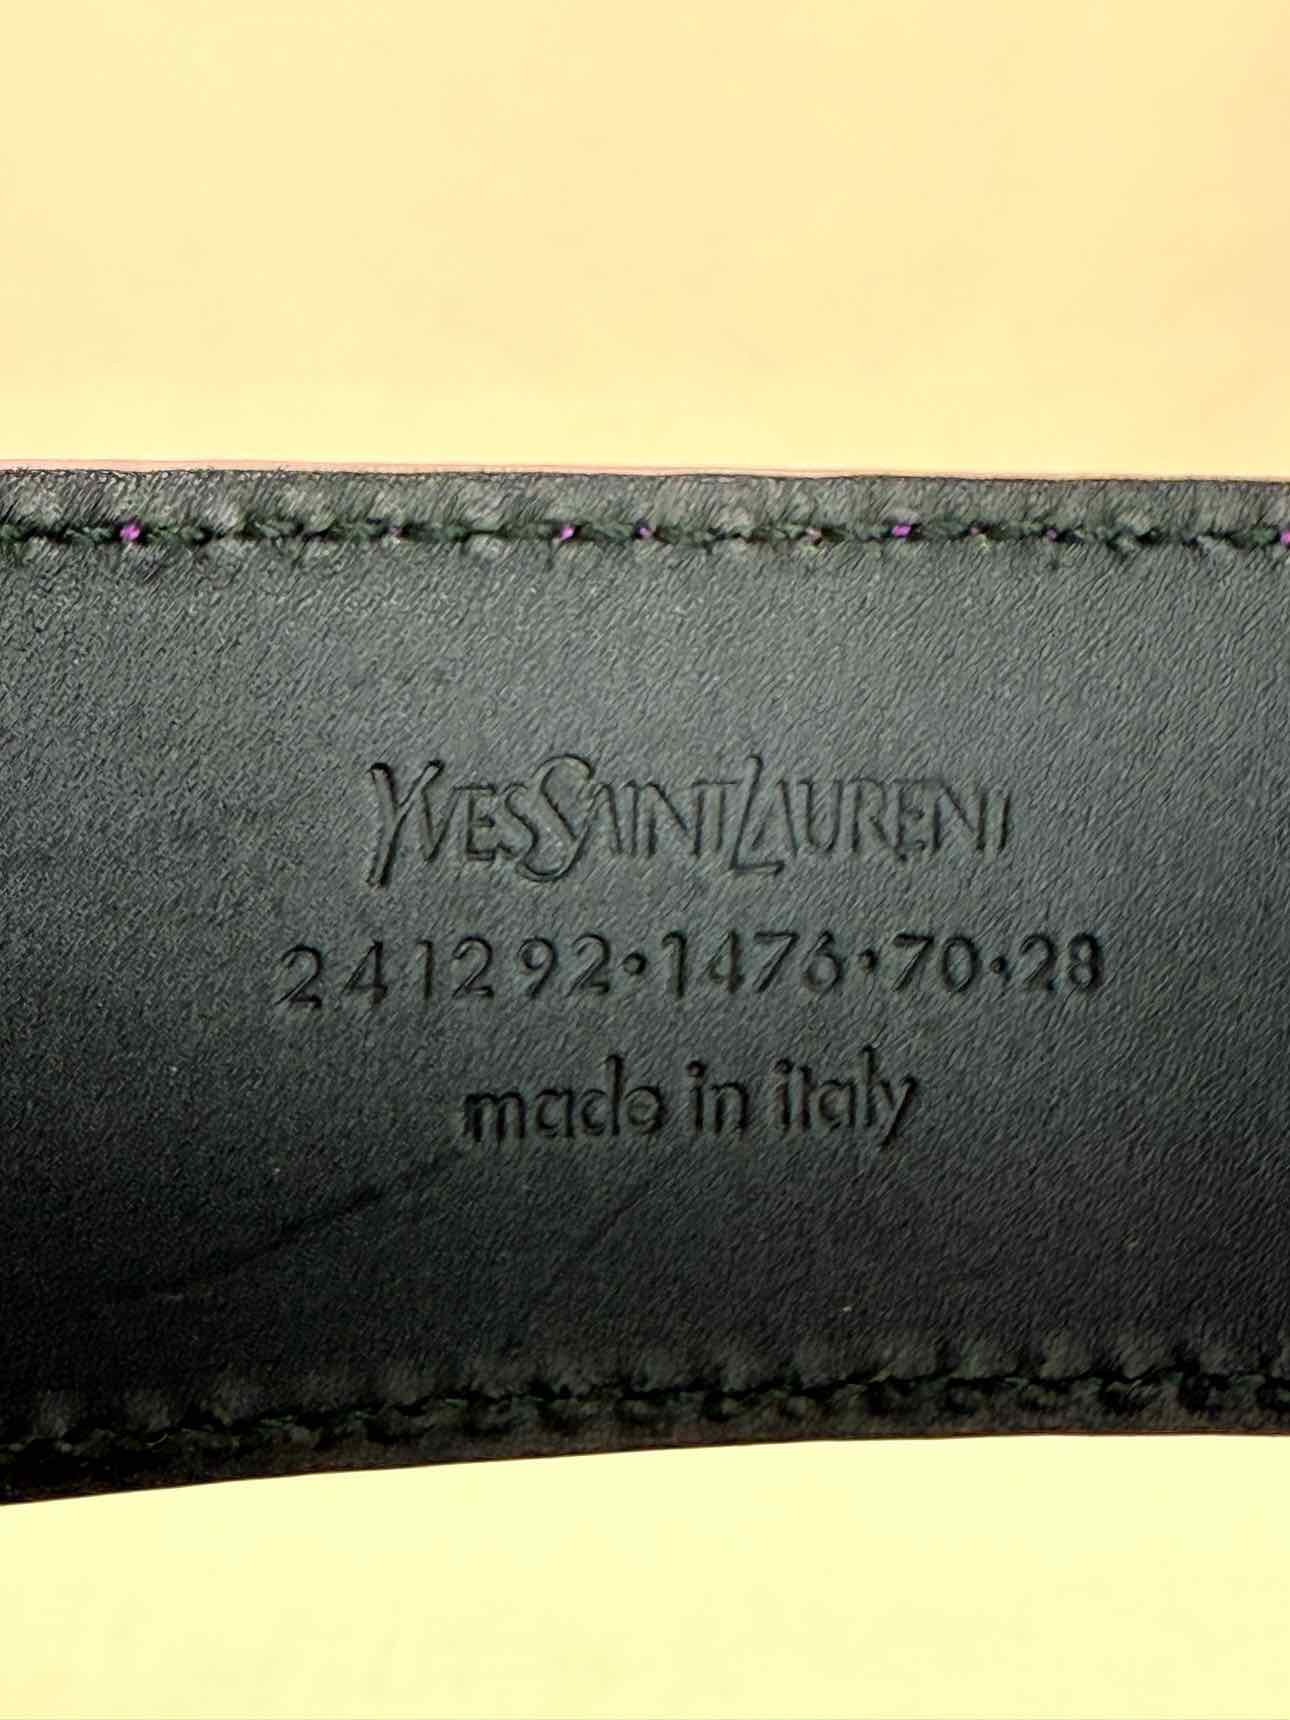 YVESSAINTLAURENT
241292•1476•70•28
made in italy